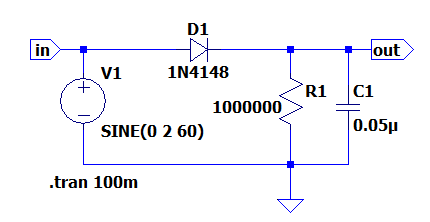 D1
in
out
V1
1N4148
R1
C1
1000000
0.05µ
SINE(0 2 60)
.tran 100m